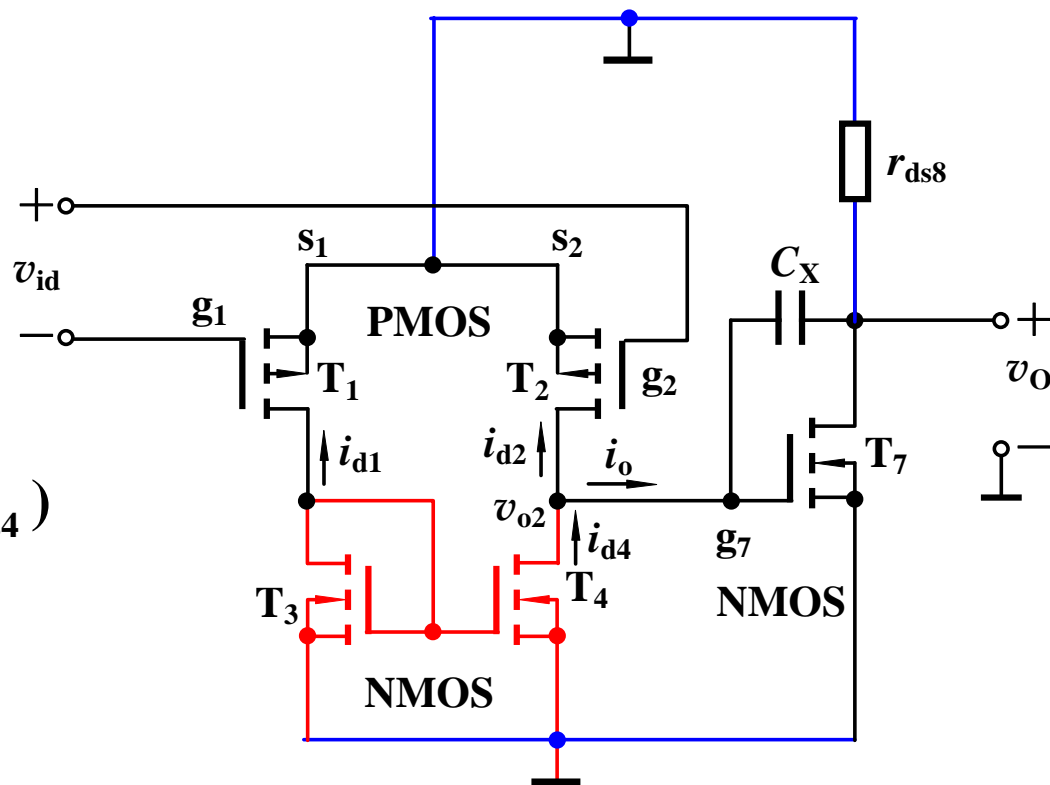 r_ds8
+
s_1
s_2
C_X
v_id
g_1
PMOS
−
T_1
T_2
g_2
+
v_O
i_d1
i_d2
i_o
T_7
−
4 )
v_o2
i_d4
g_7
T_3
T_4
NMOS
NMOS